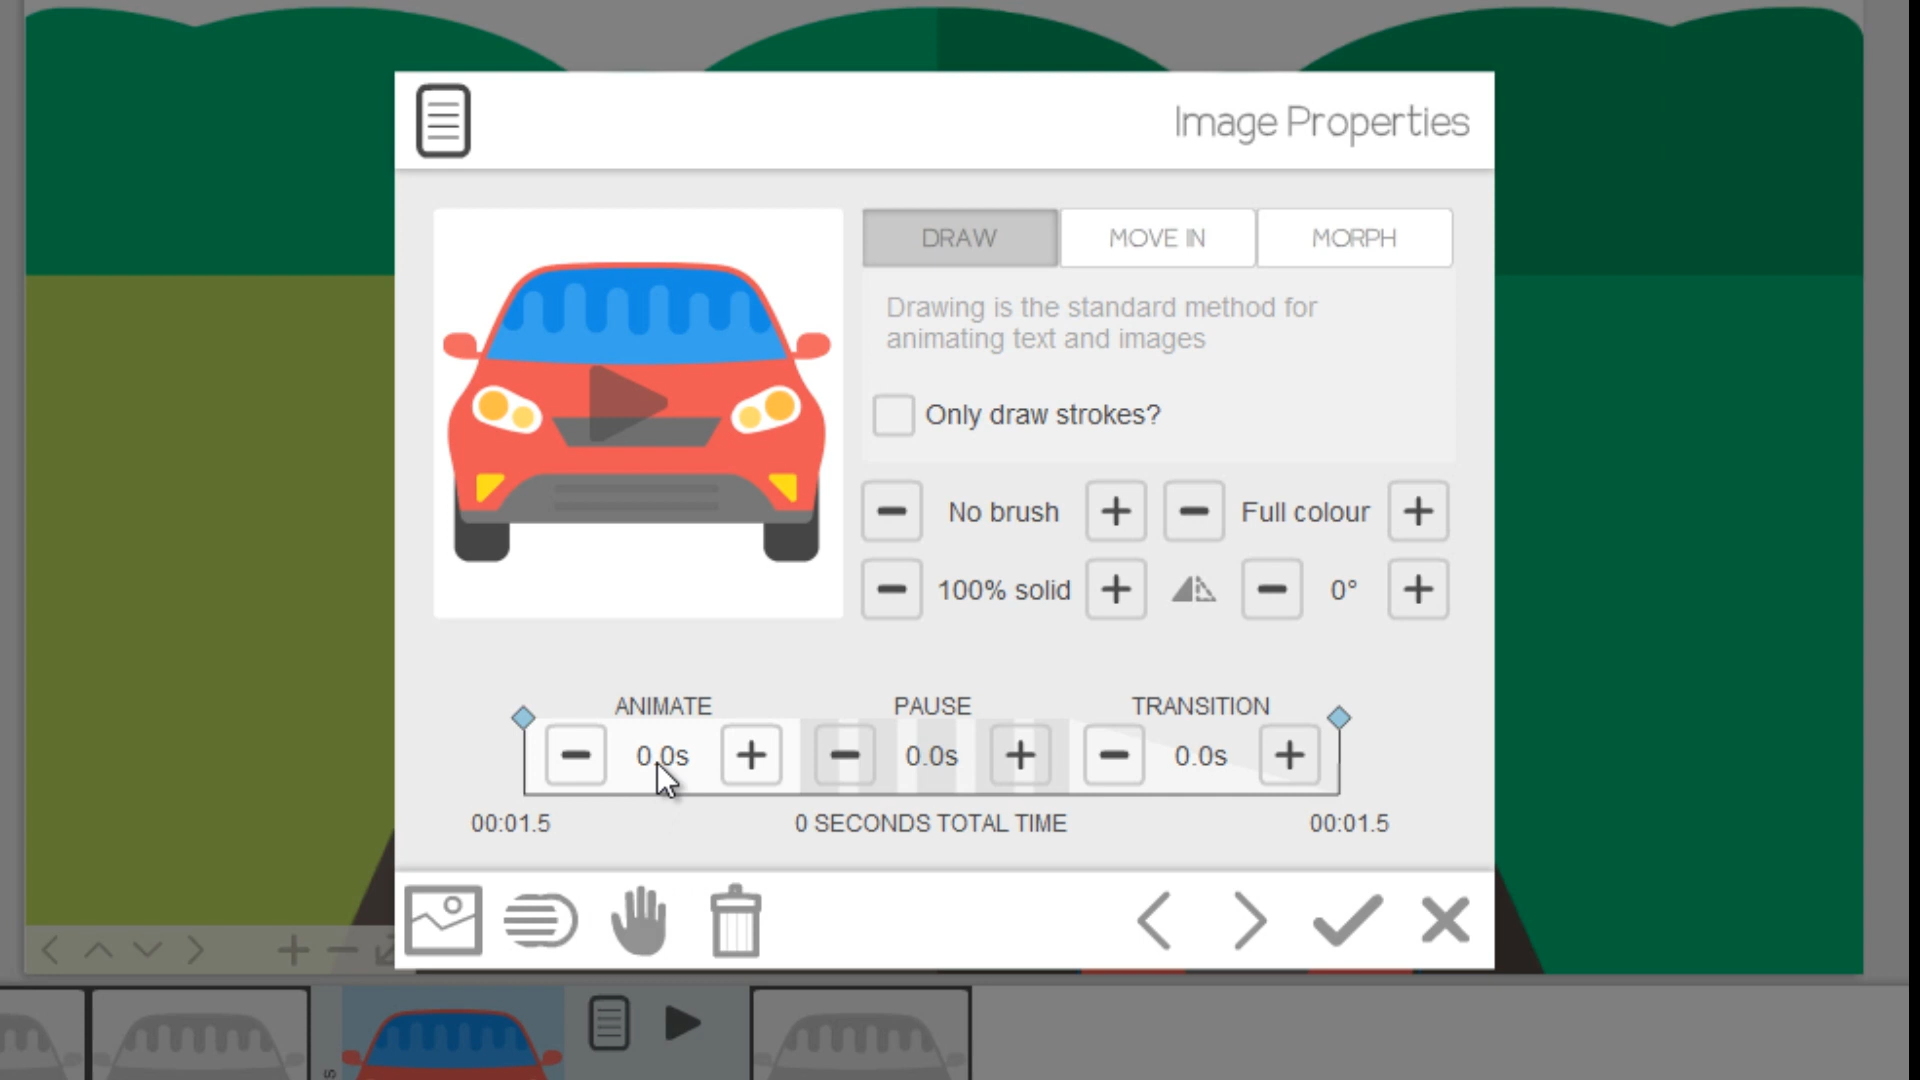 Image Properties
DRAW MOVE IN MORPH
Drawing is the standard method for
animating text and images
Only draw strokes?
No brush Full colour
100% solid 0°
ANIMATE PAUSE TRANSITION
0.0s 0.0s 0.0s
00:01.5 0 SECONDS TOTAL TIME 00:01.5
s